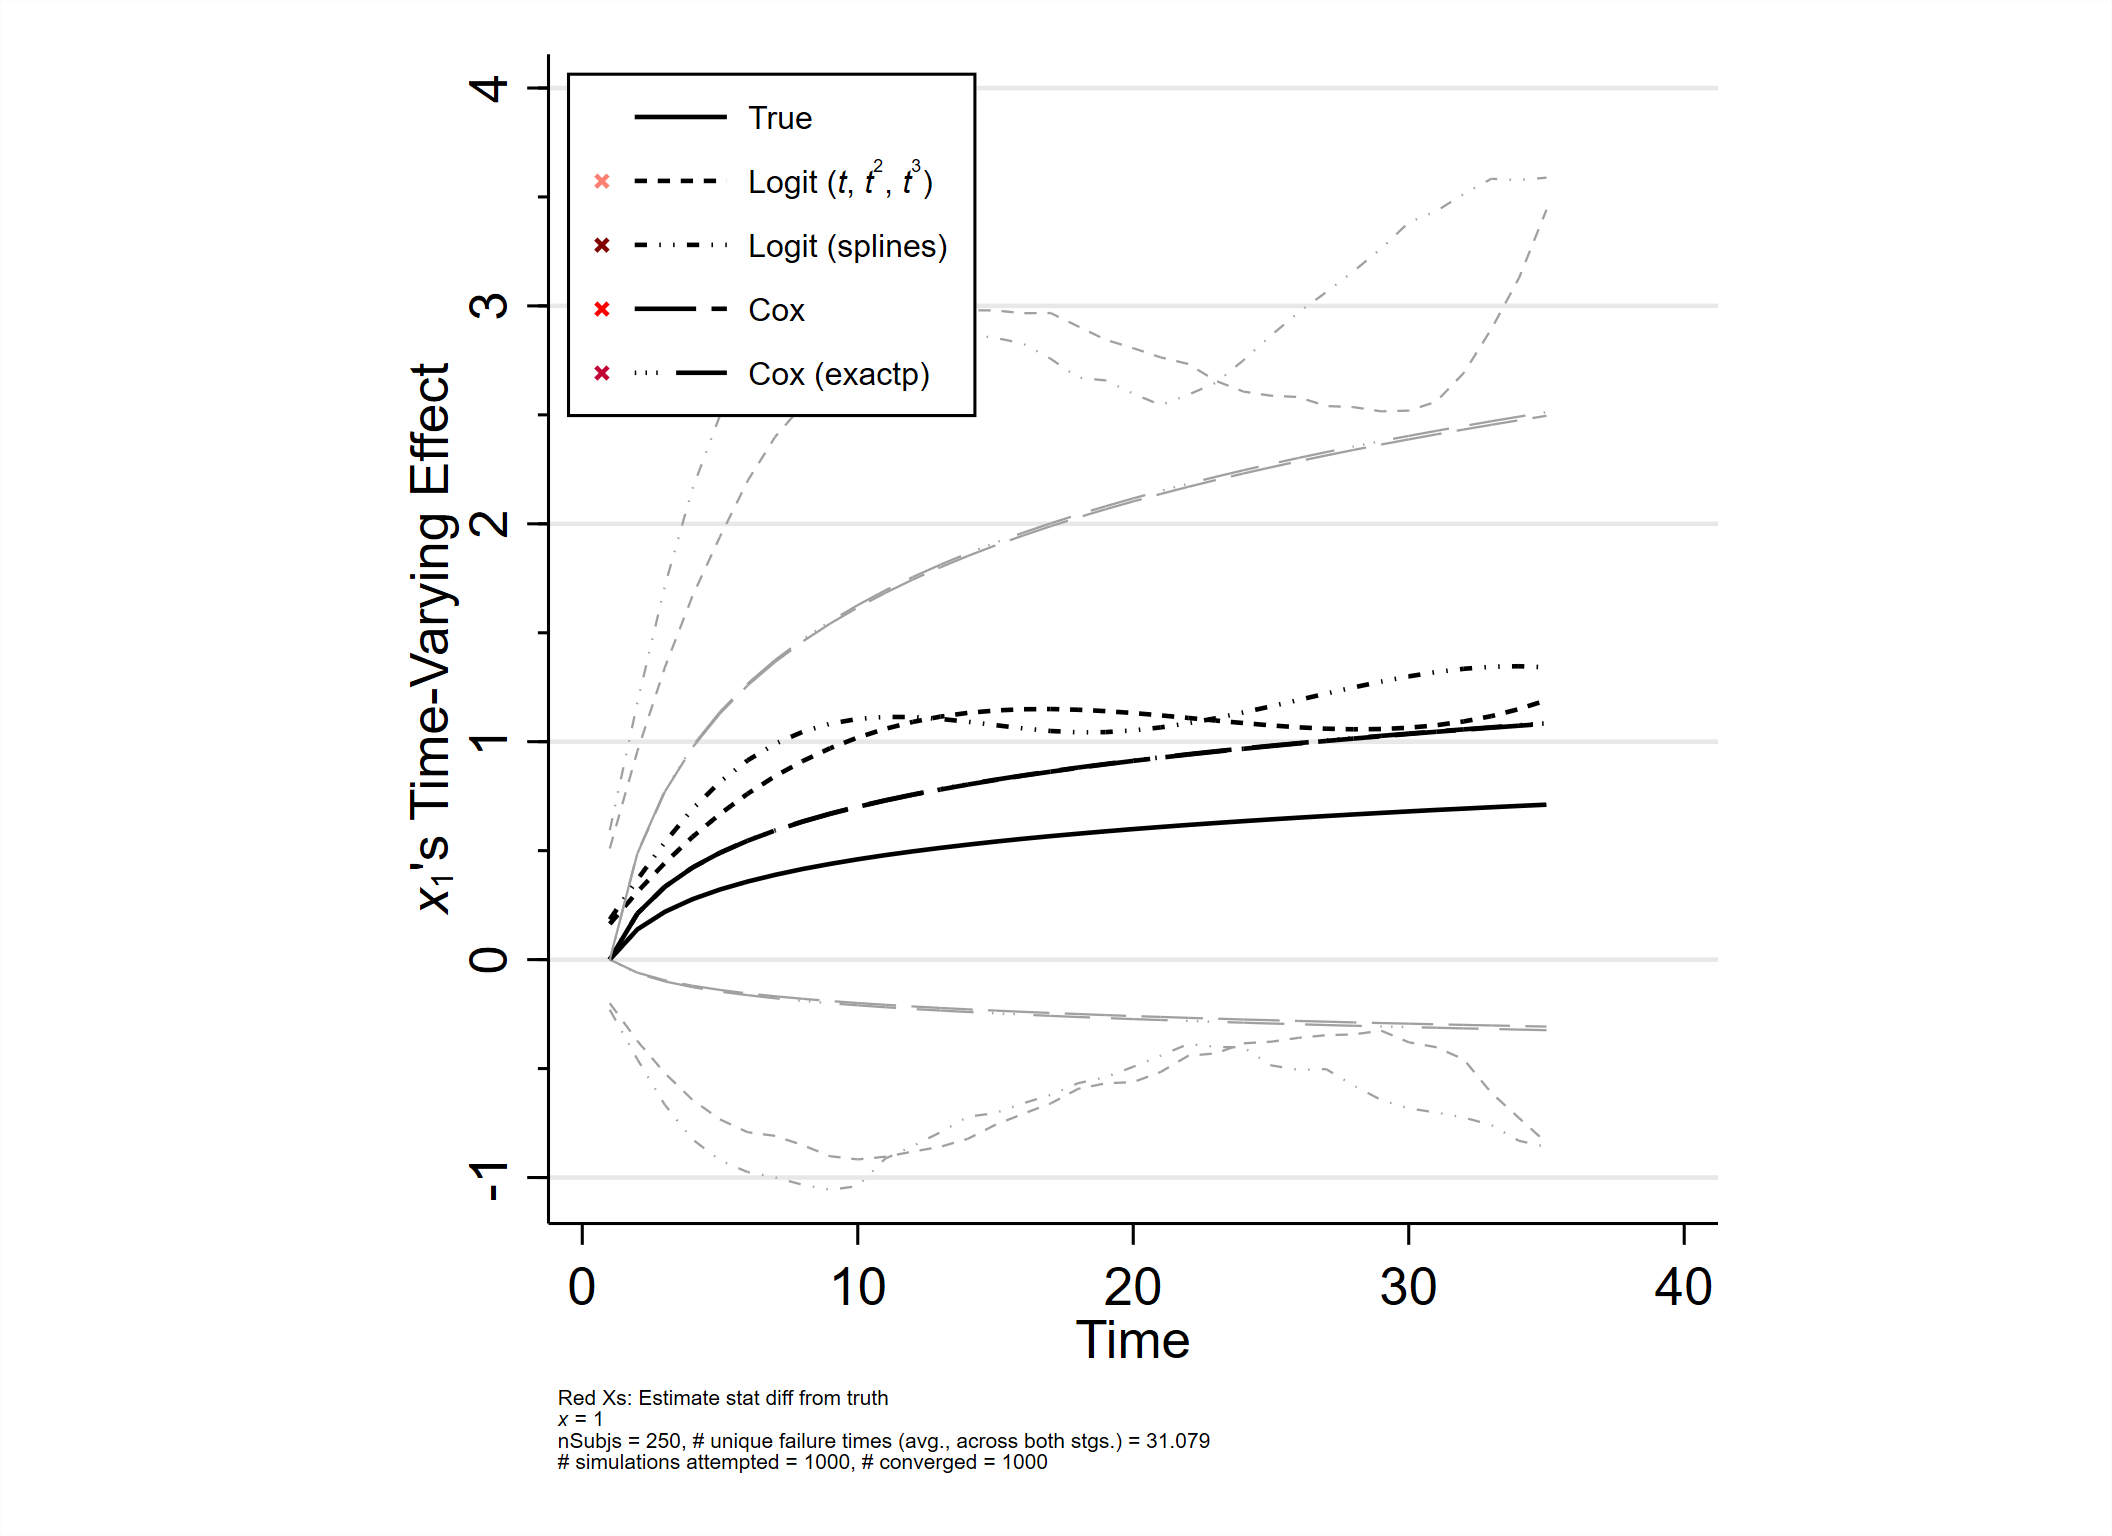 True
Logit (t, t², t³)
Logit (splines)
Cox
Cox (exactp)
x₁'s Time-Varying Effect
4
3
2
1
0
-1
0 10 20 30 40
Time
Red Xs: Estimate stat diff from truth
x = 1
nSubjs = 250, # unique failure times (avg., across both stgs.) = 31.079
# simulations attempted = 1000, # converged = 1000